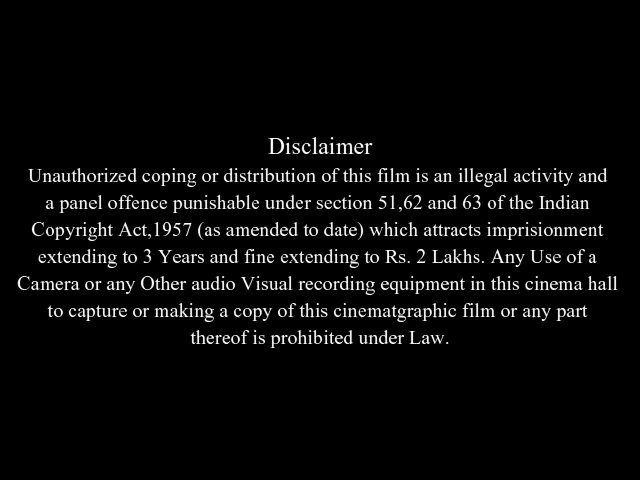 Disclaimer
Unauthorized coping or distribution of this film is an illegal activity and
a panel offence punishable under section 51,62 and 63 of the Indian
Copyright Act,1957 (as amended to date) which attracts imprisionment
extending to 3 Years and fine extending to Rs. 2 Lakhs. Any Use of a
Camera or any Other audio Visual recording equipment in this cinema hall
to capture or making a copy of this cinematgraphic film or any part
thereof is prohibited under Law.